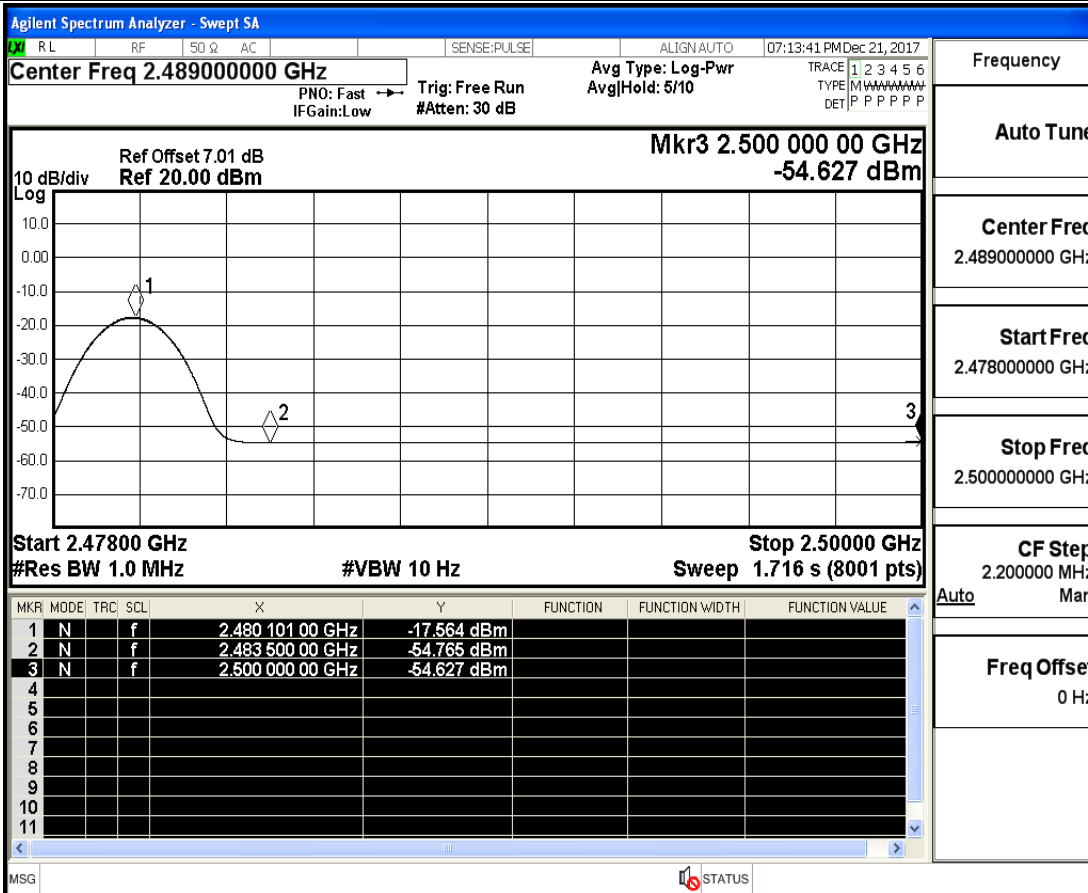 Agilent Spectrum Analyzer - Swept SA
LXI RL RF 50 Ω AC SENSE:PULSE ALIGN AUTO 07:13:41 PM Dec 21, 2017
Center Freq 2.489000000 GHz
PNO: Fast
IFGain:Low
Trig: Free Run
#Atten: 30 dB
Avg Type: Log-Pwr
Avg|Hold: 5/10
TRACE 1 2 3 4 5 6
TYPE M W W W W W
DET P P P P P P
Ref Offset 7.01 dB
10 dB/div Ref 20.00 dBm
Log
Mkr3 2.500 000 00 GHz
-54.627 dBm
10.0
0.00
-10.0
-20.0
-30.0
-40.0
-50.0
-60.0
-70.0
1
2
3
Start 2.47800 GHz Stop 2.50000 GHz
#Res BW 1.0 MHz #VBW 10 Hz Sweep 1.716 s (8001 pts)
MKR MODE TRC SCL X Y FUNCTION FUNCTION WIDTH FUNCTION VALUE
1 N f 2.480 101 00 GHz -17.564 dBm
2 N f 2.483 500 00 GHz -54.765 dBm
3 N f 2.500 000 00 GHz -54.627 dBm
4
5
6
7
8
9
10
11
MSG STATUS
Frequency
Auto Tune
Center Freq
2.489000000 GHz
Start Freq
2.478000000 GHz
Stop Freq
2.500000000 GHz
CF Step
2.200000 MHz
Auto Man
Freq Offset
0 Hz